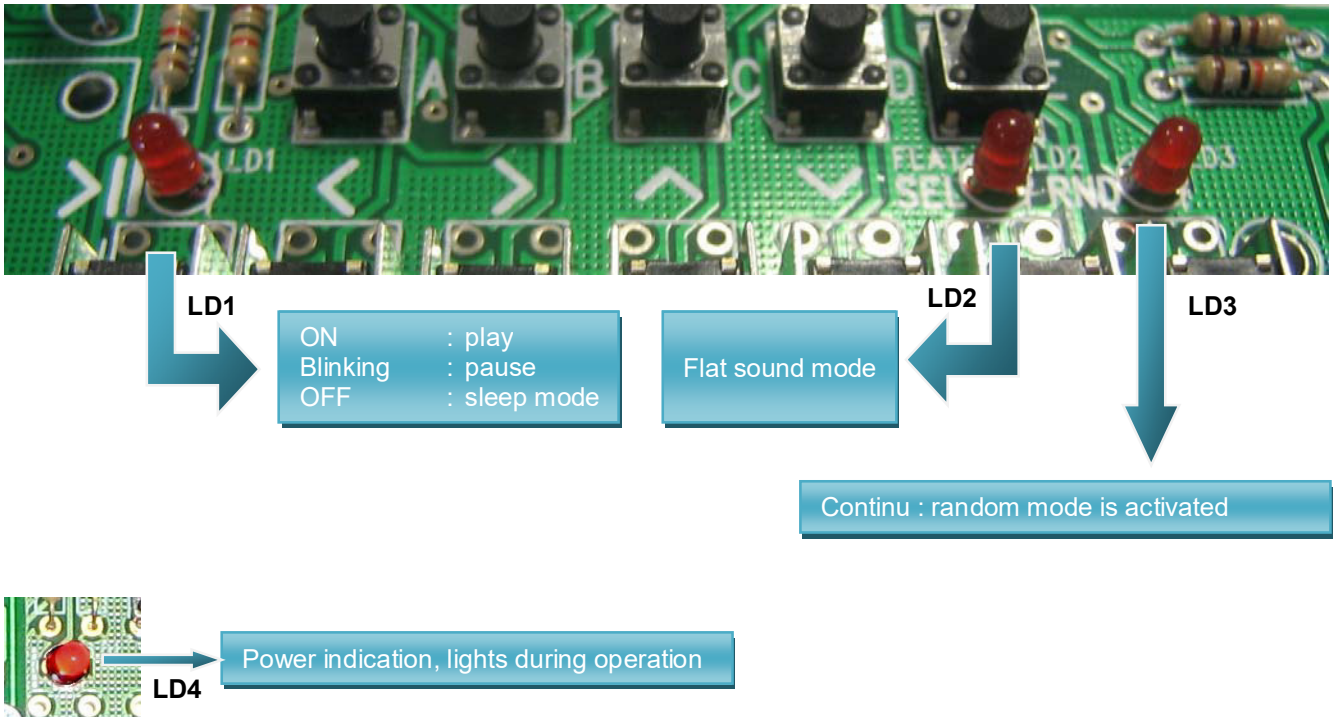 A B C D
LD1
FLAT LD2 LD3
SEL RND
LD1
ON : play
Blinking : pause
OFF : sleep mode
LD2
Flat sound mode
LD3
Continu : random mode is activated
Power indication, lights during operation
LD4